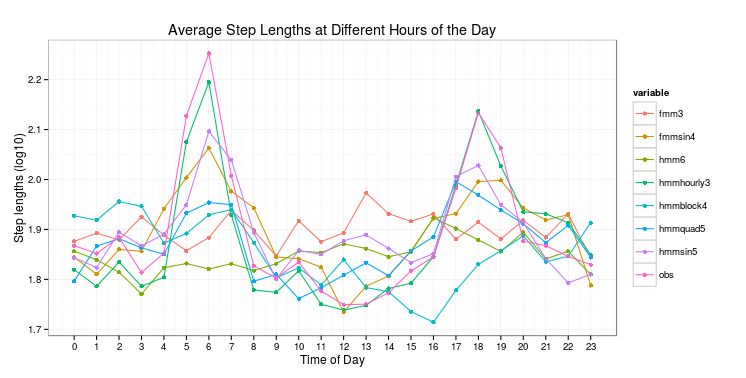 Average Step Lengths at Different Hours of the Day
Step lengths (log10)
2.2
2.1
2.0
1.9
1.8
1.7
0 1 2 3 4 5 6 7 8 9 10 11 12 13 14 15 16 17 18 19 20 21 22 23
Time of Day
variable
fmm3
fmmsin4
hmm6
hmmhourly3
hmmblock4
hmmquad5
hmmsin5
obs